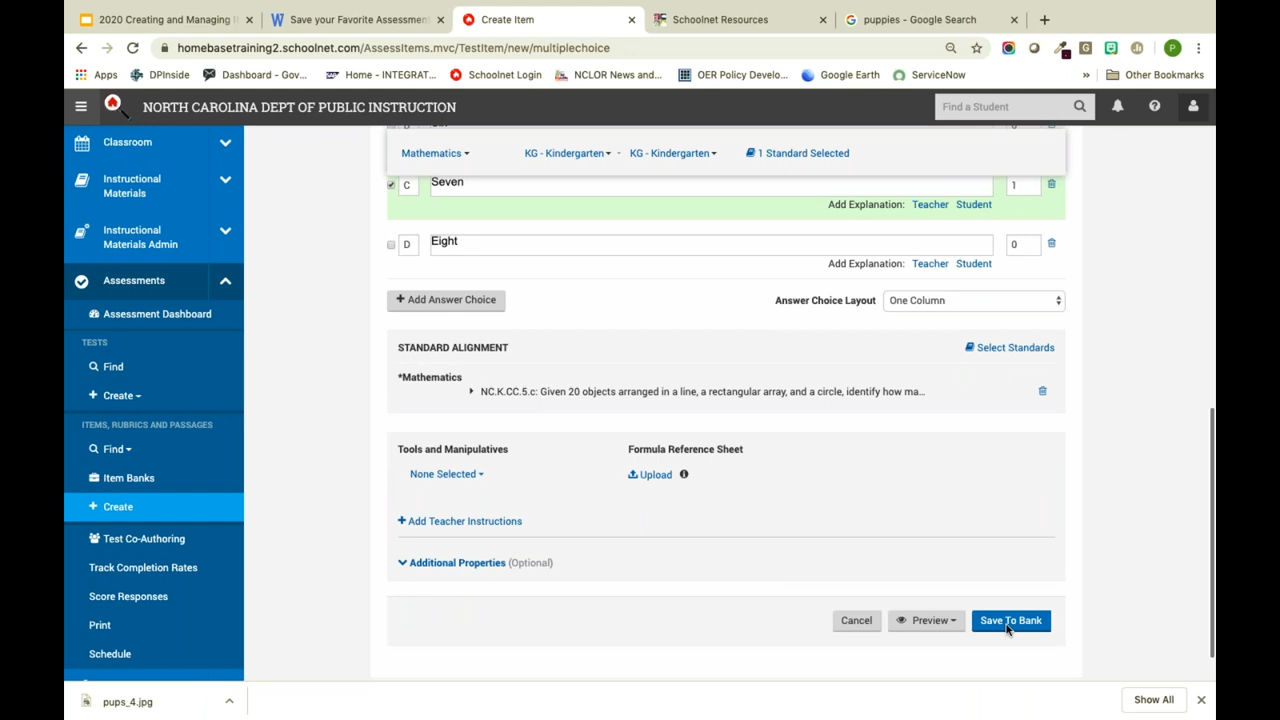 2020 Creating and Managing
Save your Favorite Assessment
Create Item
Schoolnet Resources
puppies - Google Search
homebasetraining2.schoolnet.com/AssessItems.mvc/TestItem/new/multiplechoice
Apps
DPInside
Dashboard - Gov...
Home - INTEGRAT...
Schoolnet Login
NCLOR News and...
OER Policy Develo...
Google Earth
ServiceNow
»
Other Bookmarks
NORTH CAROLINA DEPT OF PUBLIC INSTRUCTION
Find a Student
Classroom
Instructional
Materials
Instructional
Materials Admin
Assessments
Assessment Dashboard
TESTS
Find
+ Create
ITEMS, RUBRICS AND PASSAGES
Find
Item Banks
+ Create
Test Co-Authoring
Track Completion Rates
Score Responses
Print
Schedule
Mathematics
KG - Kindergarten - KG - Kindergarten
1 Standard Selected
C Seven 1
Add Explanation: Teacher Student
D Eight 0
Add Explanation: Teacher Student
+ Add Answer Choice
Answer Choice Layout One Column
STANDARD ALIGNMENT
Select Standards
*Mathematics
NC.K.CC.5.c: Given 20 objects arranged in a line, a rectangular array, and a circle, identify how ma...
Tools and Manipulatives
Formula Reference Sheet
None Selected
Upload
+ Add Teacher Instructions
Additional Properties (Optional)
Cancel
Preview
Save To Bank
pups_4.jpg
Show All